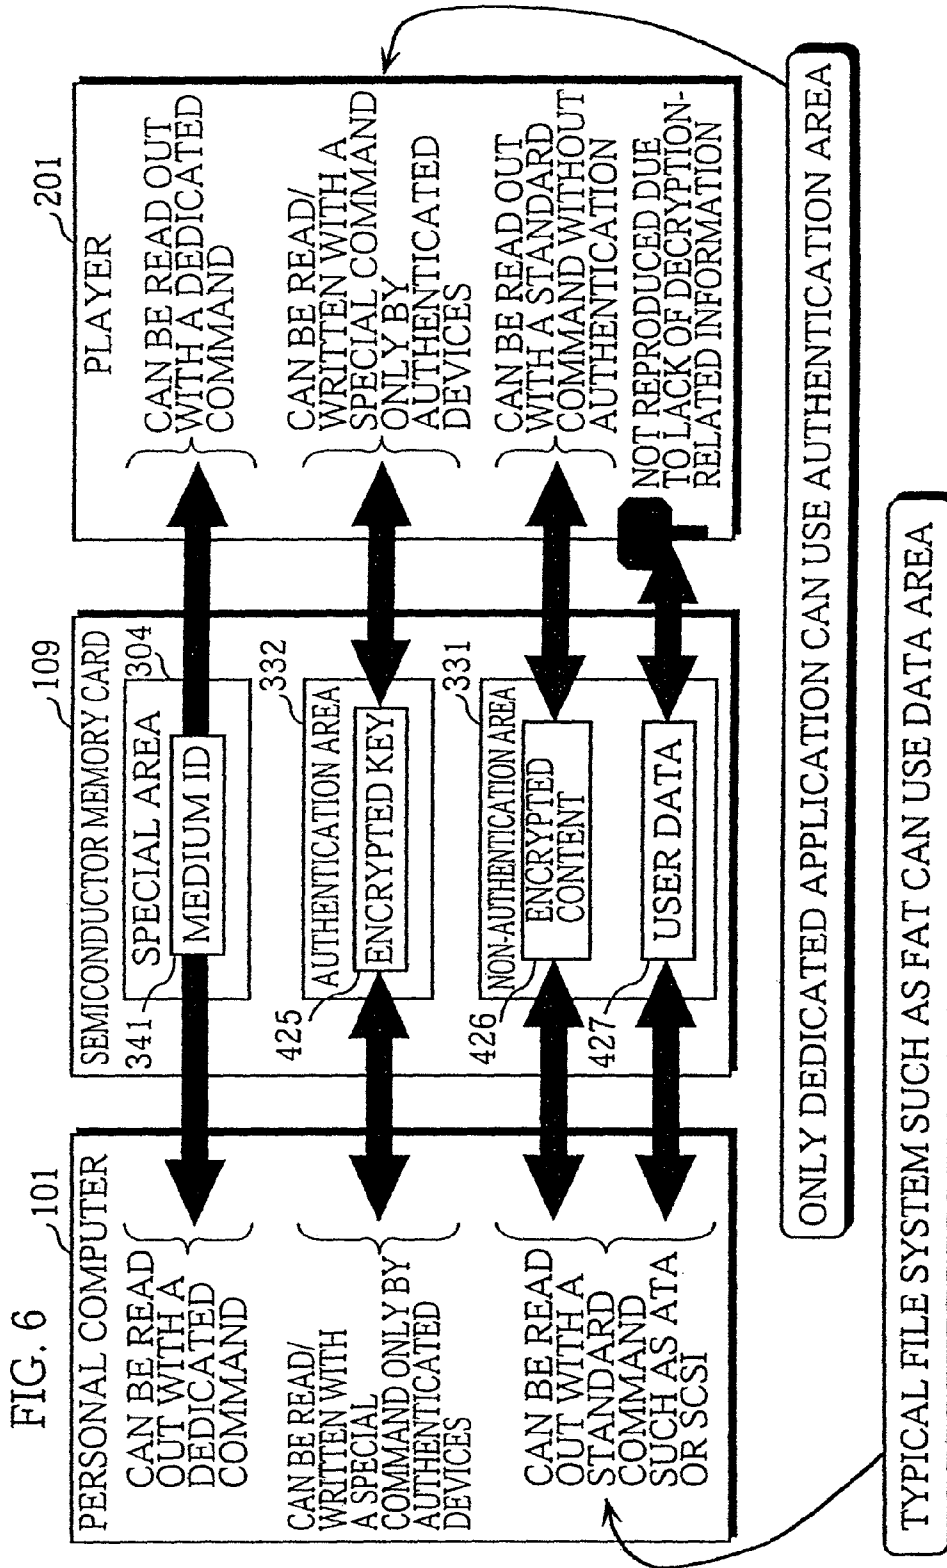 FIG. 6
PERSONAL COMPUTER
101
CAN BE READ
OUT WITH A
DEDICATED
COMMAND
CAN BE READ/
WRITTEN WITH
A SPECIAL
COMMAND ONLY BY
AUTHENTICATED
DEVICES
CAN BE READ
OUT WITH A
STANDARD
COMMAND
SUCH AS ATA
OR SCSI
SEMICONDUCTOR MEMORY CARD
109
341
SPECIAL AREA
304
MEDIUM ID
425
AUTHENTICATION AREA
332
ENCRYPTED KEY
426
NON-AUTHENTICATION AREA
331
ENCRYPTED
CONTENT
427
USER DATA
PLAYER
201
CAN BE READ OUT
WITH A DEDICATED
COMMAND
CAN BE READ/
WRITTEN WITH A
SPECIAL COMMAND
ONLY BY
AUTHENTICATED
DEVICES
CAN BE READ OUT
WITH A STANDARD
COMMAND WITHOUT
AUTHENTICATION
NOT REPRODUCED DUE
TO LACK OF DECRYPTION-
RELATED INFORMATION
ONLY DEDICATED APPLICATION CAN USE AUTHENTICATION AREA
TYPICAL FILE SYSTEM SUCH AS FAT CAN USE DATA AREA